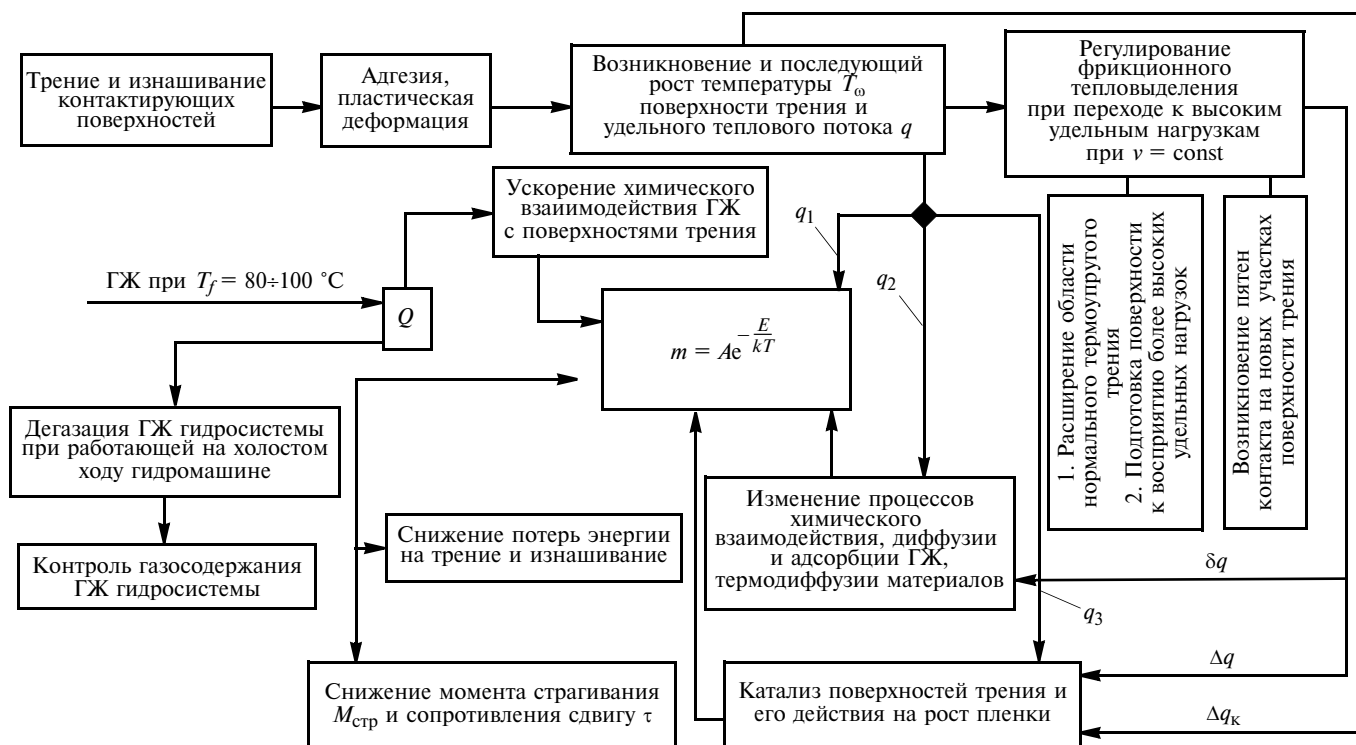 Трение и изнашивание
контактирующих
поверхностей
Адгезия,
пластическая
деформация
Возникновение и последующий
рост температуры Tω
поверхности трения и
удельного теплового потока q
Регулирование
фрикционного
тепловыделения
при переходе к высоким
удельным нагрузкам
при v = const
Ускорение химического
взаиимодействия ГЖ
с поверхностями трения
q1
q2
ГЖ при Tf = 80÷100 °C
Q
m = Ae^(−E/kT)
1. Расширение области
нормального термоупругого
трения
2. Подготовка поверхности
к восприятию более высоких
удельных нагрузок
Возникновение пятен
контакта на новых участках
поверхности трения
Дегазация ГЖ гидросистемы
при работающей на холостом
ходу гидромашине
Контроль газосодержания
ГЖ гидросистемы
Снижение потерь энергии
на трение и изнашивание
Изменение процессов
химического
взаимодействия, диффузии
и адсорбции ГЖ,
термодиффузии материалов
δq
q3
Снижение момента страгивания
Mстр и сопротивления сдвигу τ
Катализ поверхностей трения и
его действия на рост пленки
Δq
Δqк